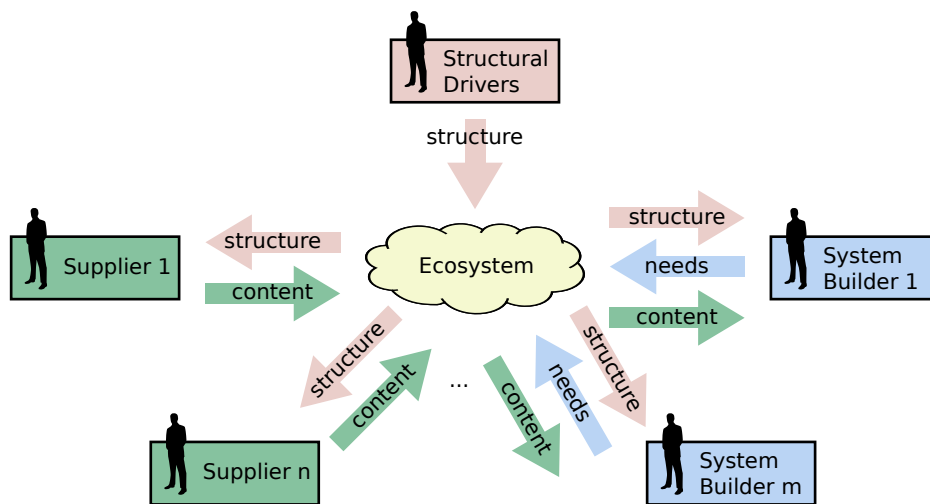 Structural
Drivers
structure
structure
structure
Supplier 1
Ecosystem
needs
System
Builder 1
content
content
structure
content
...
content
needs
structure
Supplier n
System
Builder m